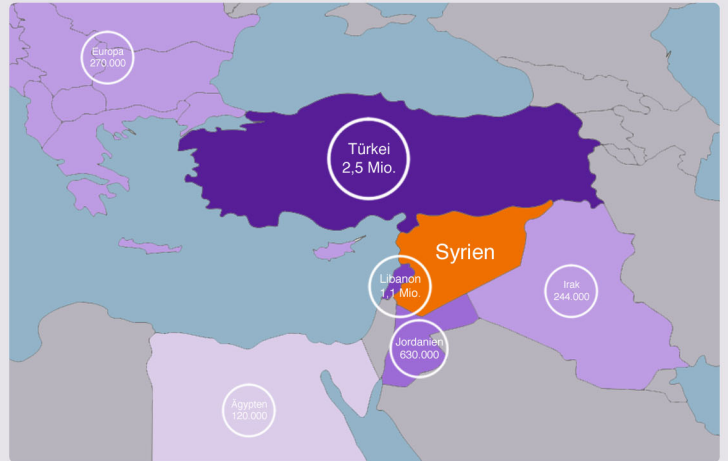 Europa
270.000
Türkei
2,5 Mio.
Syrien
Libanon
1,1 Mio.
Irak
244.000
Jordanien
630.000
Ägypten
120.000